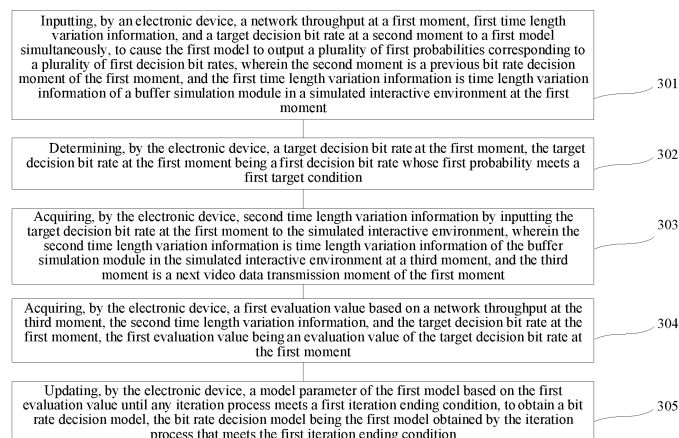 Inputting, by an electronic device, a network throughput at a first moment, first time length
variation information, and a target decision bit rate at a second moment to a first model
simultaneously, to cause the first model to output a plurality of first probabilities corresponding to
a plurality of first decision bit rates, wherein the second moment is a previous bit rate decision
moment of the first moment, and the first time length variation information is time length variation
information of a buffer simulation module in a simulated interactive environment at the first
moment
301
Determining, by the electronic device, a target decision bit rate at the first moment, the target
decision bit rate at the first moment being a first decision bit rate whose first probability meets a
first target condition
302
Acquiring, by the electronic device, second time length variation information by inputting the
target decision bit rate at the first moment to the simulated interactive environment, wherein the
second time length variation information is time length variation information of the buffer
simulation module in the simulated interactive environment at a third moment, and the third
moment is a next video data transmission moment of the first moment
303
Acquiring, by the electronic device, a first evaluation value based on a network throughput at the
third moment, the second time length variation information, and the target decision bit rate at the
first moment, the first evaluation value being an evaluation value of the target decision bit rate at
the first moment
304
Updating, by the electronic device, a model parameter of the first model based on the first
evaluation value until any iteration process meets a first iteration ending condition, to obtain a bit
rate decision model, the bit rate decision model being the first model obtained by the iteration
process that meets the first iteration ending condition
305